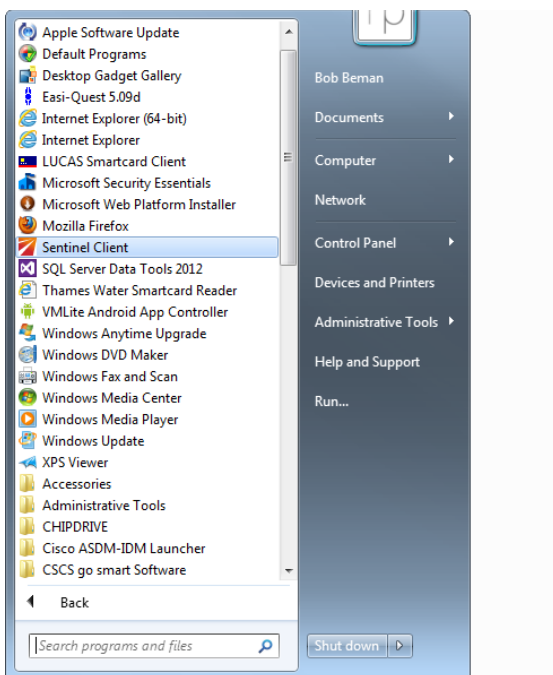 Apple Software Update
Default Programs
Desktop Gadget Gallery
Easi-Quest 5.09d
Internet Explorer (64-bit)
Internet Explorer
LUCAS Smartcard Client
Microsoft Security Essentials
Microsoft Web Platform Installer
Mozilla Firefox
Sentinel Client
SQL Server Data Tools 2012
Thames Water Smartcard Reader
VMLite Android App Controller
Windows Anytime Upgrade
Windows DVD Maker
Windows Fax and Scan
Windows Media Center
Windows Media Player
Windows Update
XPS Viewer
Accessories
Administrative Tools
CHIPDRIVE
Cisco ASDM-IDM Launcher
CSCS go smart Software
Back
Search programs and files
Bob Beman
Documents
Computer
Network
Control Panel
Devices and Printers
Administrative Tools
Help and Support
Run...
Shut down